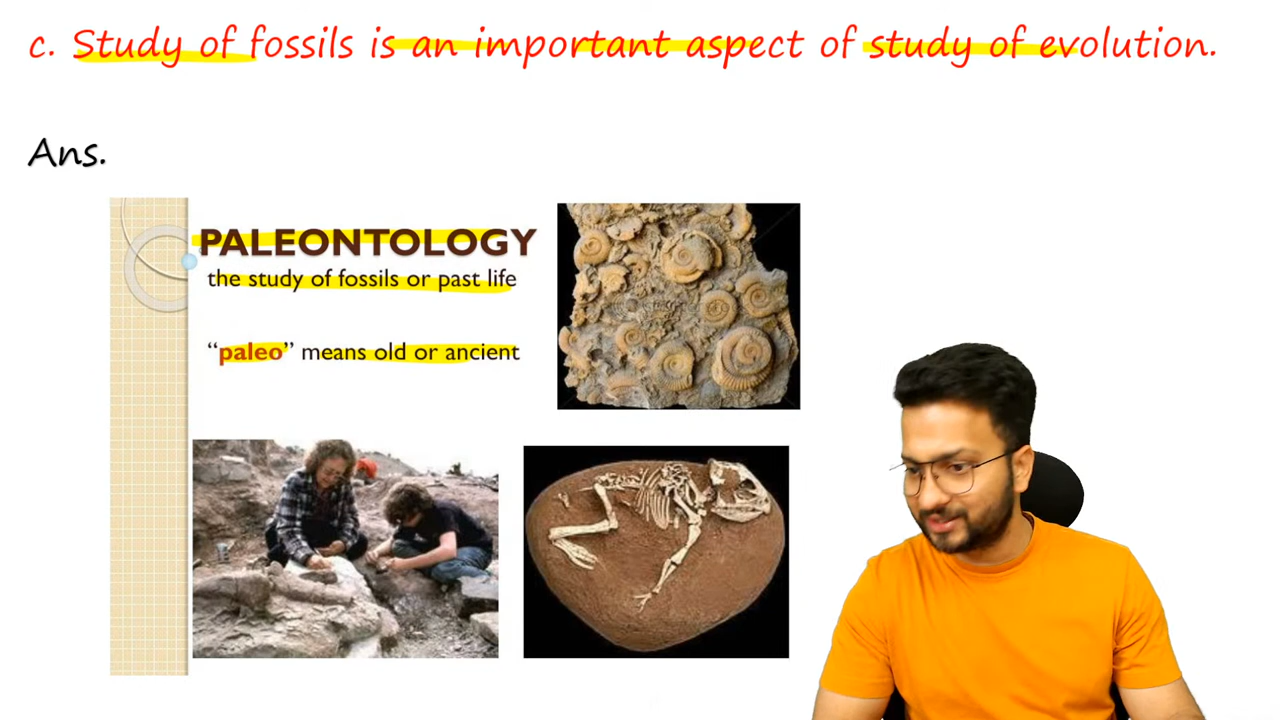 c. Study of fossils is an important aspect of study of evolution.
Ans.
PALEONTOLOGY
the study of fossils or past life
“paleo” means old or ancient